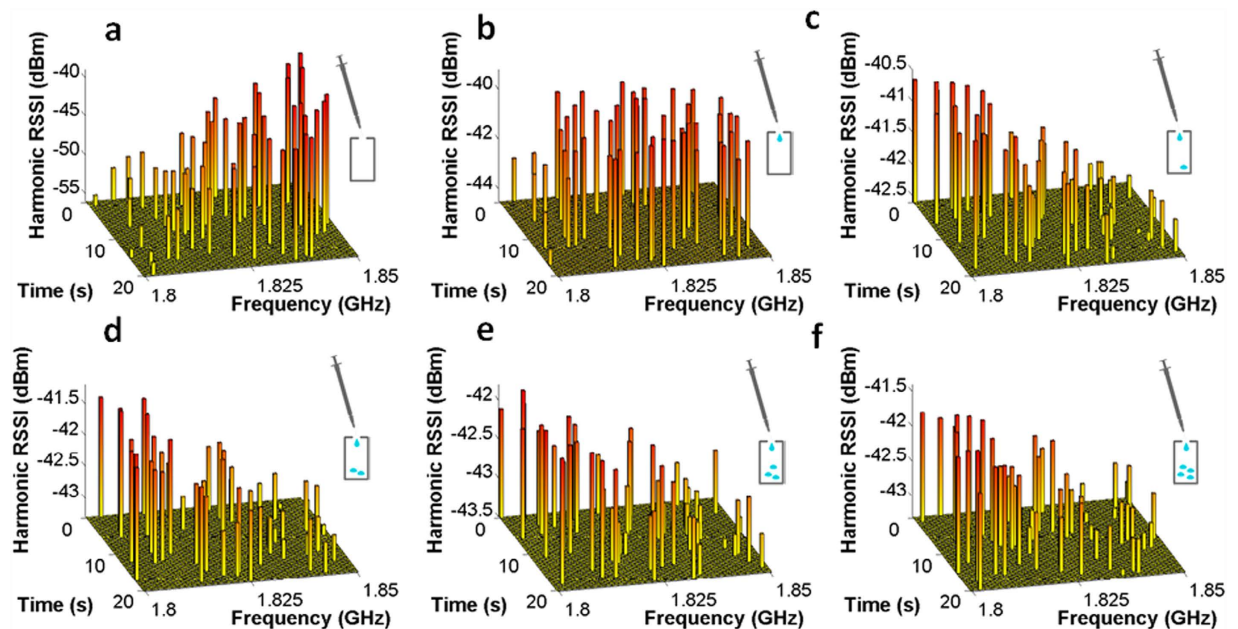 a
Harmonic RSSI (dBm)
-40
-45
-50
-55
0
10
20
Time (s)
1.8
1.825
1.85
Frequency (GHz)
b
Harmonic RSSI (dBm)
-40
-42
-44
0
10
20
Time (s)
1.8
1.825
1.85
Frequency (GHz)
c
Harmonic RSSI (dBm)
-40.5
-41
-41.5
-42
-42.5
0
10
20
Time (s)
1.8
1.825
1.85
Frequency (GHz)
d
Harmonic RSSI (dBm)
-41.5
-42
-42.5
-43
0
10
20
Time (s)
1.8
1.825
1.85
Frequency (GHz)
e
Harmonic RSSI (dBm)
-42
-42.5
-43
-43.5
0
10
20
Time (s)
1.8
1.825
1.85
Frequency (GHz)
f
Harmonic RSSI (dBm)
-41.5
-42
-42.5
-43
0
10
20
Time (s)
1.8
1.825
1.85
Frequency (GHz)